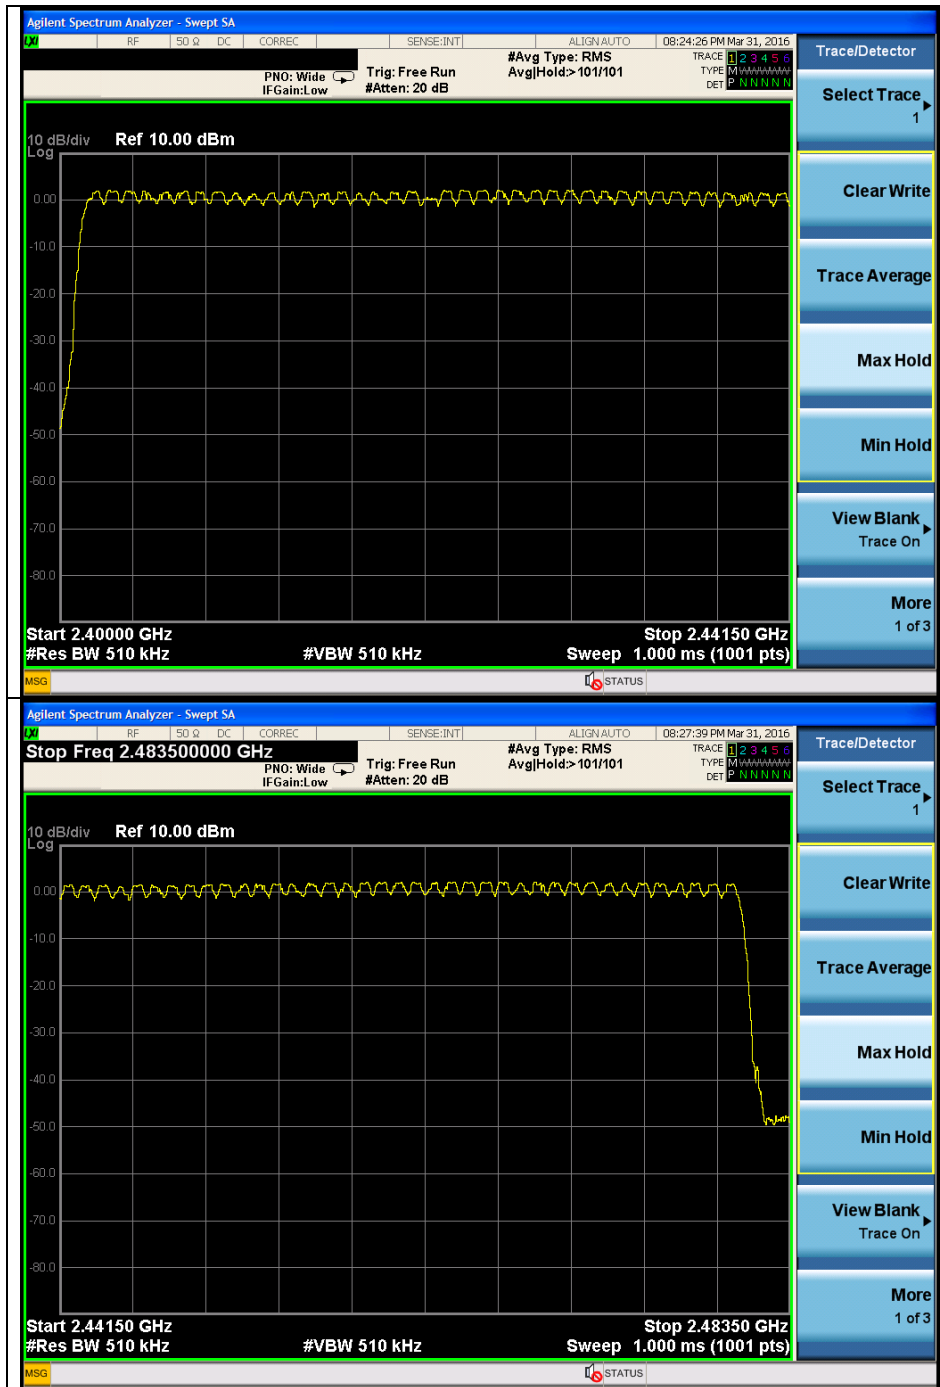 Agilent Spectrum Analyzer - Swept SA
LXI RF 50 Ω DC CORREC SENSE:INT ALIGN AUTO 08:24:26 PM Mar 31, 2016
PNO: Wide
IFGain:Low
Trig: Free Run
#Atten: 20 dB
#Avg Type: RMS
Avg|Hold:>101/101
TRACE 1 2 3 4 5 6
TYPE M
DET P N N N N N
10 dB/div Ref 10.00 dBm
Log
0.00
-10.0
-20.0
-30.0
-40.0
-50.0
-60.0
-70.0
-80.0
Start 2.40000 GHz Stop 2.44150 GHz
#Res BW 510 kHz #VBW 510 kHz Sweep 1.000 ms (1001 pts)
MSG STATUS
Trace/Detector
Select Trace
1
Clear Write
Trace Average
Max Hold
Min Hold
View Blank
Trace On
More
1 of 3
Agilent Spectrum Analyzer - Swept SA
LXI RF 50 Ω DC CORREC SENSE:INT ALIGN AUTO 08:27:39 PM Mar 31, 2016
Stop Freq 2.483500000 GHz
PNO: Wide
IFGain:Low
Trig: Free Run
#Atten: 20 dB
#Avg Type: RMS
Avg|Hold:>101/101
TRACE 1 2 3 4 5 6
TYPE M
DET P N N N N N
10 dB/div Ref 10.00 dBm
Log
0.00
-10.0
-20.0
-30.0
-40.0
-50.0
-60.0
-70.0
-80.0
Start 2.44150 GHz Stop 2.48350 GHz
#Res BW 510 kHz #VBW 510 kHz Sweep 1.000 ms (1001 pts)
MSG STATUS
Trace/Detector
Select Trace
1
Clear Write
Trace Average
Max Hold
Min Hold
View Blank
Trace On
More
1 of 3